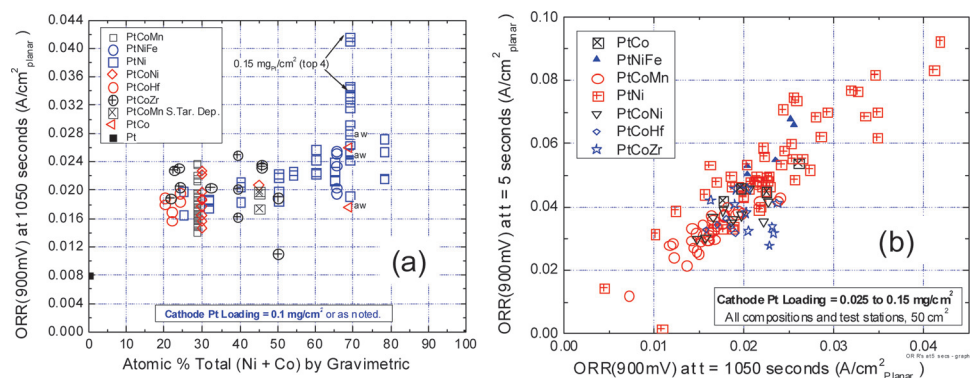 ORR(900mV) at 1050 seconds (A/cm²planar)
0.044
0.040
0.036
0.032
0.028
0.024
0.020
0.016
0.012
0.008
0.004
0.000
PtCoMn
PtNiFe
PtNi
PtCoNi
PtCoHf
PtCoZr
PtCoMn S.Tar. Dep.
PtCo
Pt
0.15 mgPt/cm² (top 4)
aw
aw
aw
(a)
Cathode Pt Loading = 0.1 mg/cm² or as noted.
0 10 20 30 40 50 60 70 80 90 100
Atomic % Total (Ni + Co) by Gravimetric
ORR(900mV) at t = 5 seconds (A/cm²planar)
0.10
0.08
0.06
0.04
0.02
0.00
PtCo
PtNiFe
PtCoMn
PtNi
PtCoNi
PtCoHf
PtCoZr
(b)
Cathode Pt Loading = 0.025 to 0.15 mg/cm²
All compositions and test stations, 50 cm²
0.00 0.01 0.02 0.03 0.04
ORR(900mV) at t = 1050 seconds (A/cm²Planar)